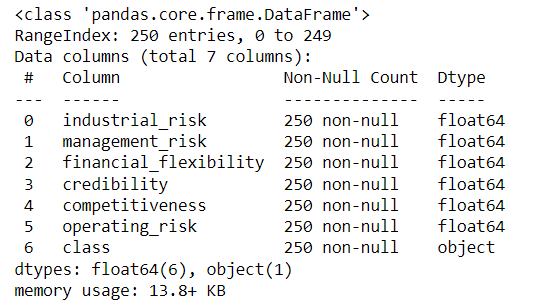 <class 'pandas.core.frame.DataFrame'>
RangeIndex: 250 entries, 0 to 249
Data columns (total 7 columns):
 #   Column                 Non-Null Count  Dtype
---  ------                 --------------  -----
 0   industrial_risk        250 non-null    float64
 1   management_risk        250 non-null    float64
 2   financial_flexibility  250 non-null    float64
 3   credibility            250 non-null    float64
 4   competitiveness        250 non-null    float64
 5   operating_risk         250 non-null    float64
 6   class                  250 non-null    object
dtypes: float64(6), object(1)
memory usage: 13.8+ KB